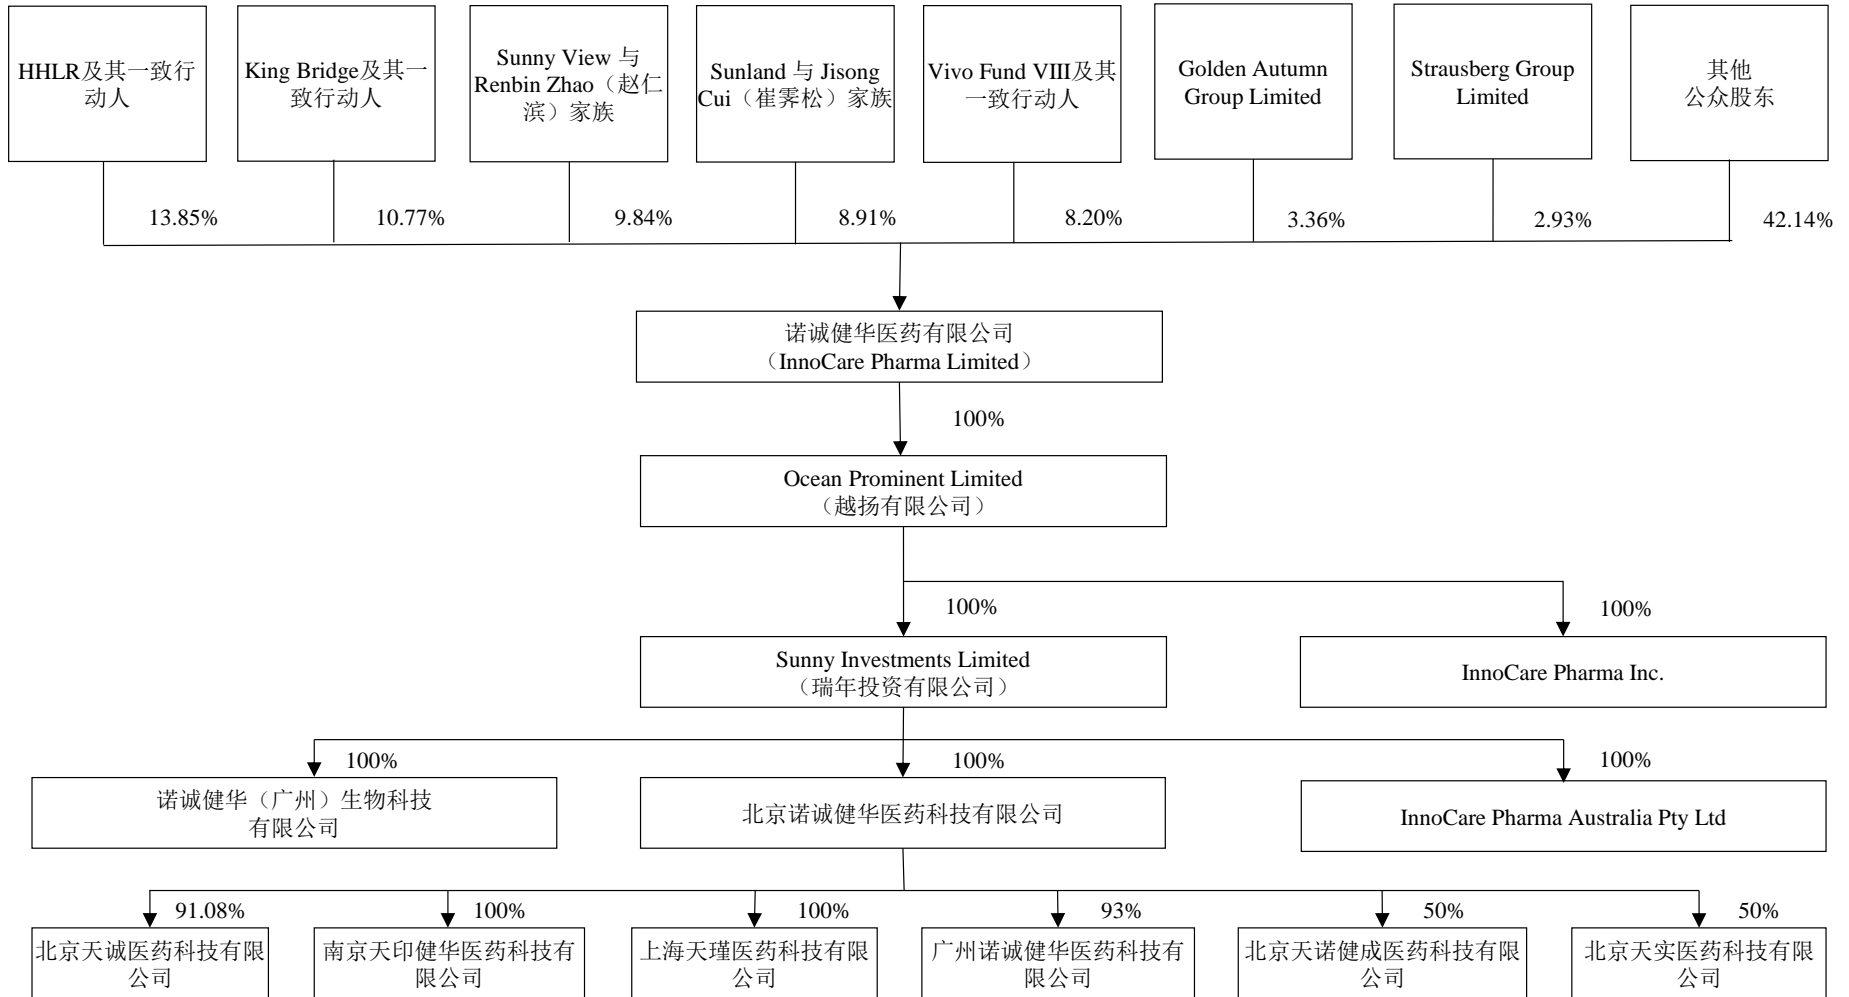 HHLR及其一致行
动人
King Bridge及其一
致行动人
Sunny View 与
Renbin Zhao（赵仁
滨）家族
Sunland 与 Jisong
Cui（崔霁松）家族
Vivo Fund VIII及其
一致行动人
Golden Autumn
Group Limited
Strausberg Group
Limited
其他
公众股东
13.85%
10.77%
9.84%
8.91%
8.20%
3.36%
2.93%
42.14%
诺诚健华医药有限公司
（InnoCare Pharma Limited）
100%
Ocean Prominent Limited
（越扬有限公司）
100%
100%
Sunny Investments Limited
（瑞年投资有限公司）
InnoCare Pharma Inc.
100%
100%
100%
诺诚健华（广州）生物科技
有限公司
北京诺诚健华医药科技有限公司
InnoCare Pharma Australia Pty Ltd
91.08%
100%
100%
93%
50%
50%
北京天诚医药科技有限
公司
南京天印健华医药科技有
限公司
上海天瑾医药科技有限
公司
广州诺诚健华医药科技有
限公司
北京天诺健成医药科技有限
公司
北京天实医药科技有限
公司